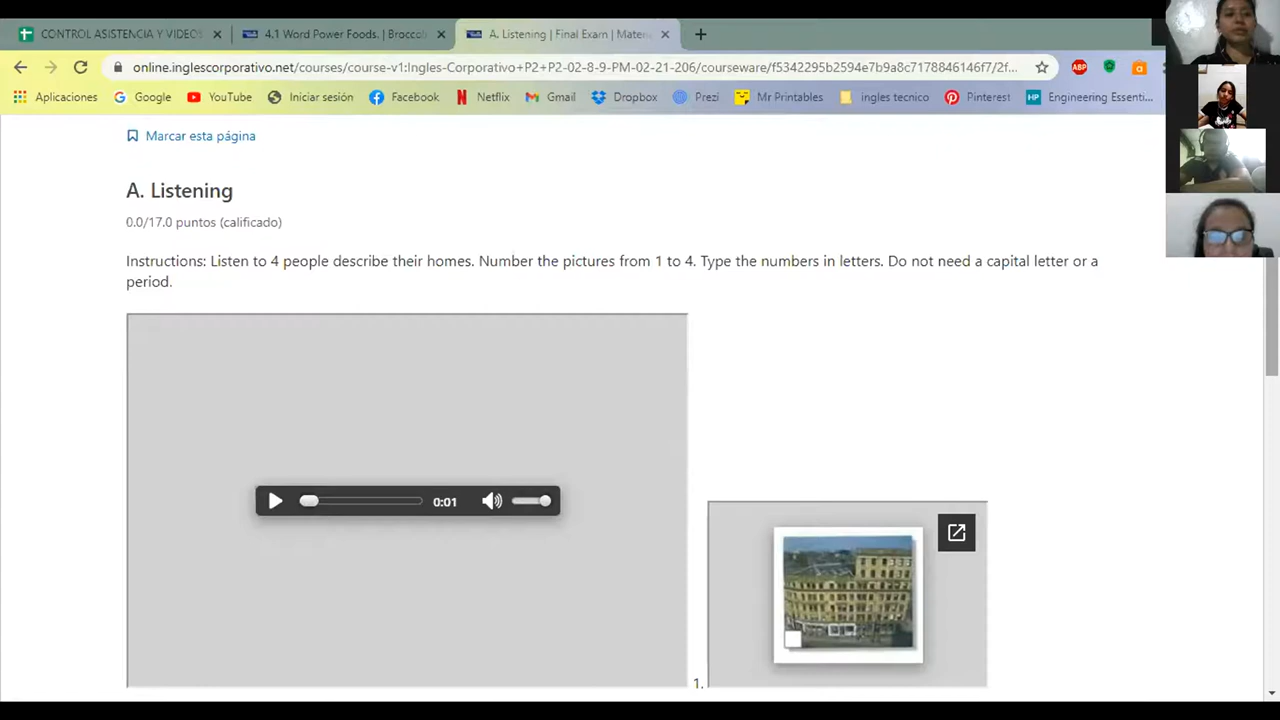 CONTROL ASISTENCIA Y VIDEOS
4.1 Word Power Foods. | Brocco
A. Listening | Final Exam | Mater
online.inglescorporativo.net/courses/course-v1:Ingles-Corporativo+P2+P2-02-8-9-PM-02-21-206/courseware/f5342295b2594e7b9a8c7178846146f7/2f...
ABP
Aplicaciones
Google
YouTube
Iniciar sesión
Facebook
Netflix
Gmail
Dropbox
Prezi
Mr Printables
ingles tecnico
Pinterest
HP
Engineering Essenti...
Marcar esta página
A. Listening
0.0/17.0 puntos (calificado)
Instructions: Listen to 4 people describe their homes. Number the pictures from 1 to 4. Type the numbers in letters. Do not need a capital letter or a
period.
0:01
1.